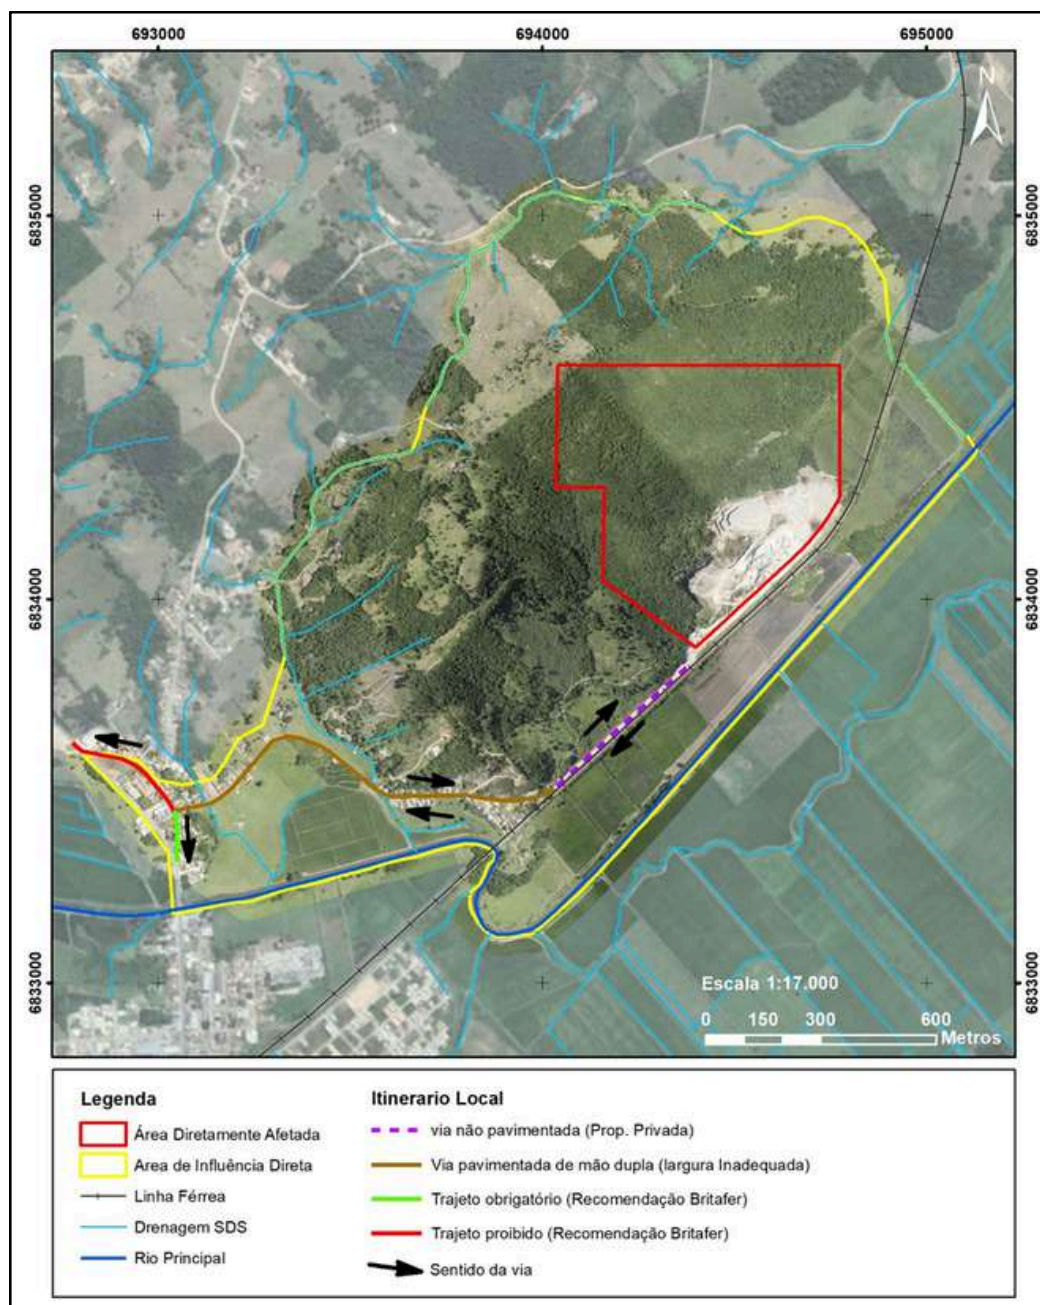 693000 694000 695000
N
6835000 6835000
6834000 6834000
6833000 6833000
Escala 1:17.000
0 150 300 600
Metros
Legenda
Área Diretamente Afetada
Area de Influência Direta
Linha Férrea
Drenagem SDS
Rio Principal
Itinerario Local
via não pavimentada (Prop. Privada)
Via pavimentada de mão dupla (largura Inadequada)
Trajeto obrigatório (Recomendação Britafer)
Trajeto proibido (Recomendação Britafer)
Sentido da via